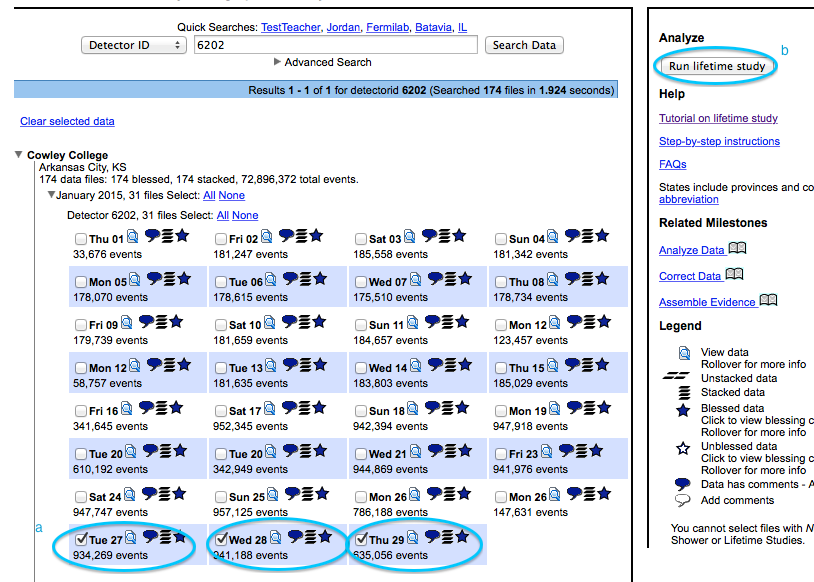 Quick Searches: TestTeacher, Jordan, Fermilab, Batavia, IL
Detector ID 6202 Search Data
Advanced Search
Results 1 - 1 of 1 for detectorid 6202 (Searched 174 files in 1.924 seconds)
Clear selected data
Cowley College
Arkansas City, KS
174 data files: 174 blessed, 174 stacked, 72,896,372 total events.
January 2015, 31 files Select: All None
Detector 6202, 31 files Select: All None
Thu 01 Fri 02 Sat 03 Sun 04
33,676 events 181,247 events 185,558 events 181,342 events
Mon 05 Tue 06 Wed 07 Thu 08
178,070 events 178,615 events 175,510 events 178,734 events
Fri 09 Sat 10 Sun 11 Mon 12
179,739 events 181,659 events 184,657 events 123,457 events
Mon 12 Tue 13 Wed 14 Thu 15
58,757 events 181,635 events 183,803 events 185,029 events
Fri 16 Sat 17 Sun 18 Mon 19
341,645 events 952,345 events 942,394 events 947,918 events
Tue 20 Tue 20 Wed 21 Fri 23
610,192 events 342,949 events 944,869 events 941,976 events
Sat 24 Sun 25 Mon 26 Mon 26
947,747 events 957,125 events 786,188 events 147,631 events
a
Tue 27 Wed 28 Thu 29
934,269 events 941,188 events 635,056 events
Analyze
b
Run lifetime study
Help
Tutorial on lifetime study
Step-by-step instructions
FAQs
States include provinces and co
abbreviation
Related Milestones
Analyze Data
Correct Data
Assemble Evidence
Legend
View data
Rollover for more info
Unstacked data
Stacked data
Blessed data
Click to view blessing c
Rollover for more info
Unblessed data
Click to view blessing c
Rollover for more info
Data has comments - A
Add comments
You cannot select files with N
Shower or Lifetime Studies.